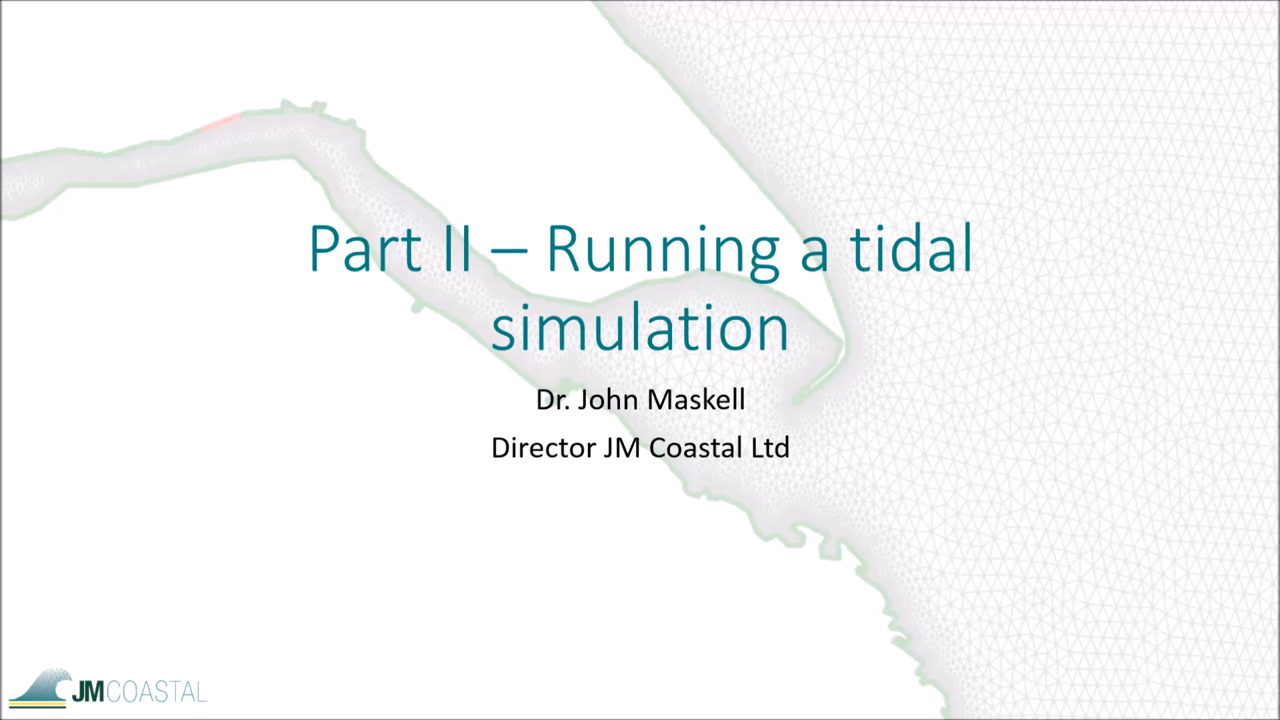 Part II – Running a tidal
simulation
Dr. John Maskell
Director JM Coastal Ltd
JMCOASTAL